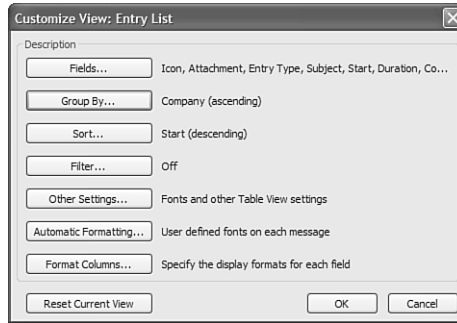 Customize View: Entry List
Description
Fields... Icon, Attachment, Entry Type, Subject, Start, Duration, Co...
Group By... Company (ascending)
Sort... Start (descending)
Filter... Off
Other Settings... Fonts and other Table View settings
Automatic Formatting... User defined fonts on each message
Format Columns... Specify the display formats for each field
Reset Current View OK Cancel